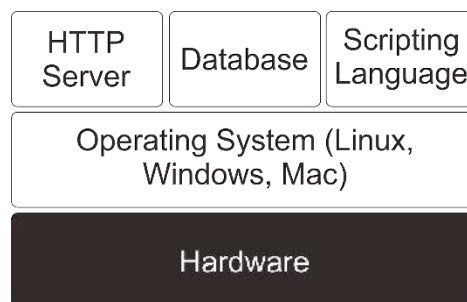 HTTP
Server
Database
Scripting
Language
Operating System (Linux,
Windows, Mac)
Hardware